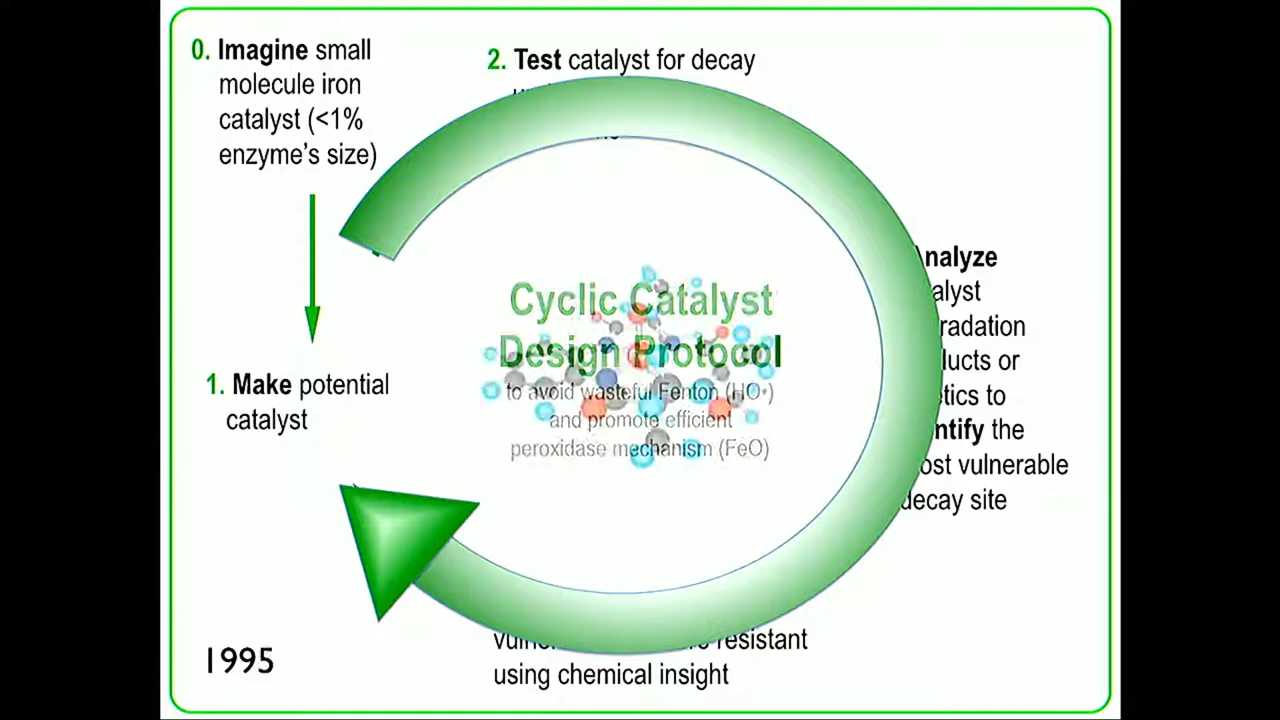 0. Imagine small
molecule iron
catalyst (<1%
enzyme's size)
2. Test catalyst for decay
1. Make potential
catalyst
Cyclic Catalyst
Design Protocol
to avoid wasteful Fenton (HO•)
and promote efficient
peroxidase mechanism (FeO)
nalyze
alyst
radation
lucts or
etics to
ntify the
ost vulnerable
decay site
resistant
using chemical insight
1995